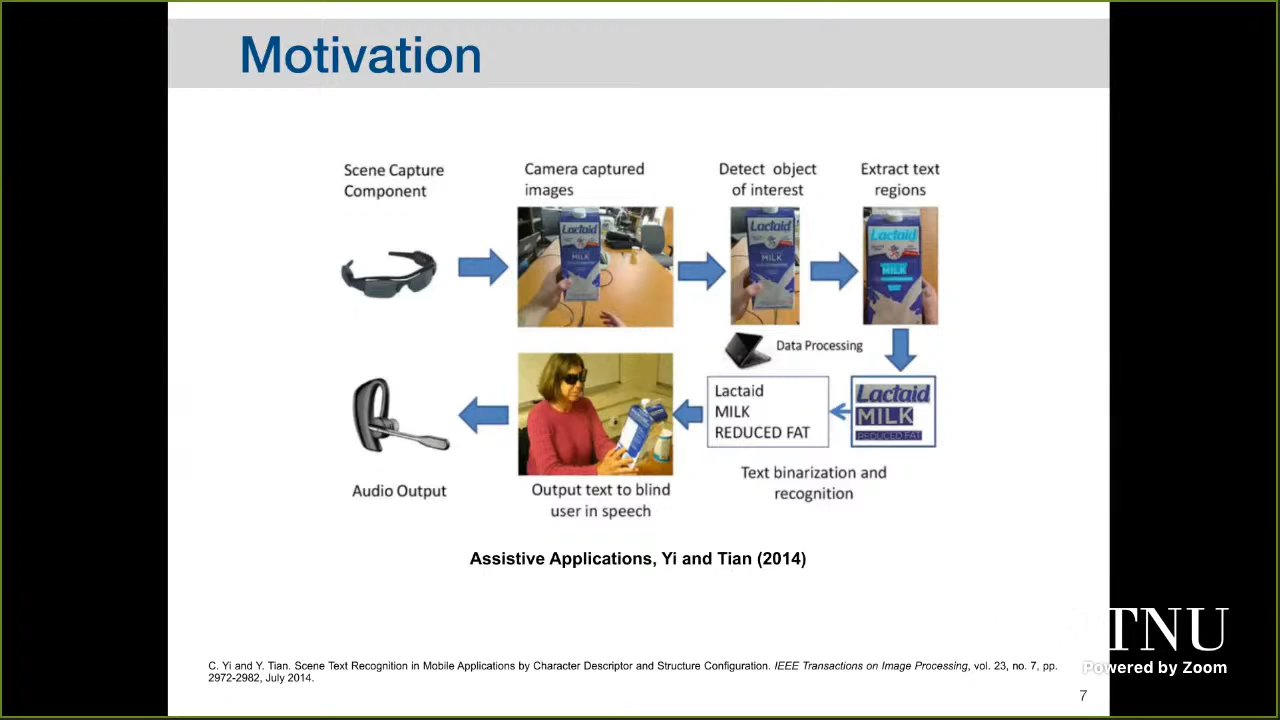 Motivation
Scene Capture
Component
Camera captured
images
Detect object
of interest
Extract text
regions
Lactaid
MILK
Lactaid
MILK
Lactaid
MILK
Data Processing
Lactaid
MILK
REDUCED FAT
Lactaid
MILK
REDUCED FAT
Text binarization and
recognition
Output text to blind
user in speech
Audio Output
Assistive Applications, Yi and Tian (2014)
C. Yi and Y. Tian. Scene Text Recognition in Mobile Applications by Character Descriptor and Structure Configuration. IEEE Transactions on Image Processing, vol. 23, no. 7, pp.
2972-2982, July 2014.
TNU
Powered by Zoom
7